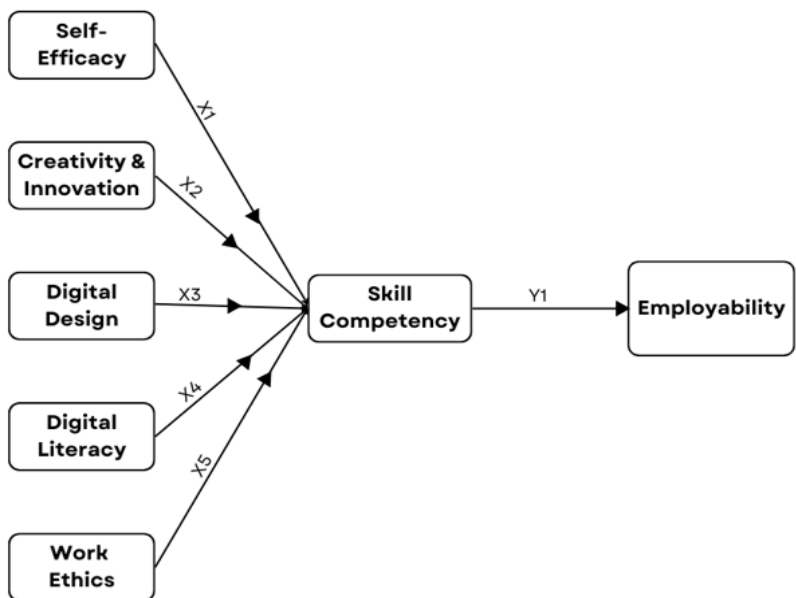 Self-
Efficacy
X1
Creativity &
Innovation
X2
Digital
Design
X3
Skill
Competency
Y1
Employability
Digital
Literacy
X4
Work
Ethics
X5